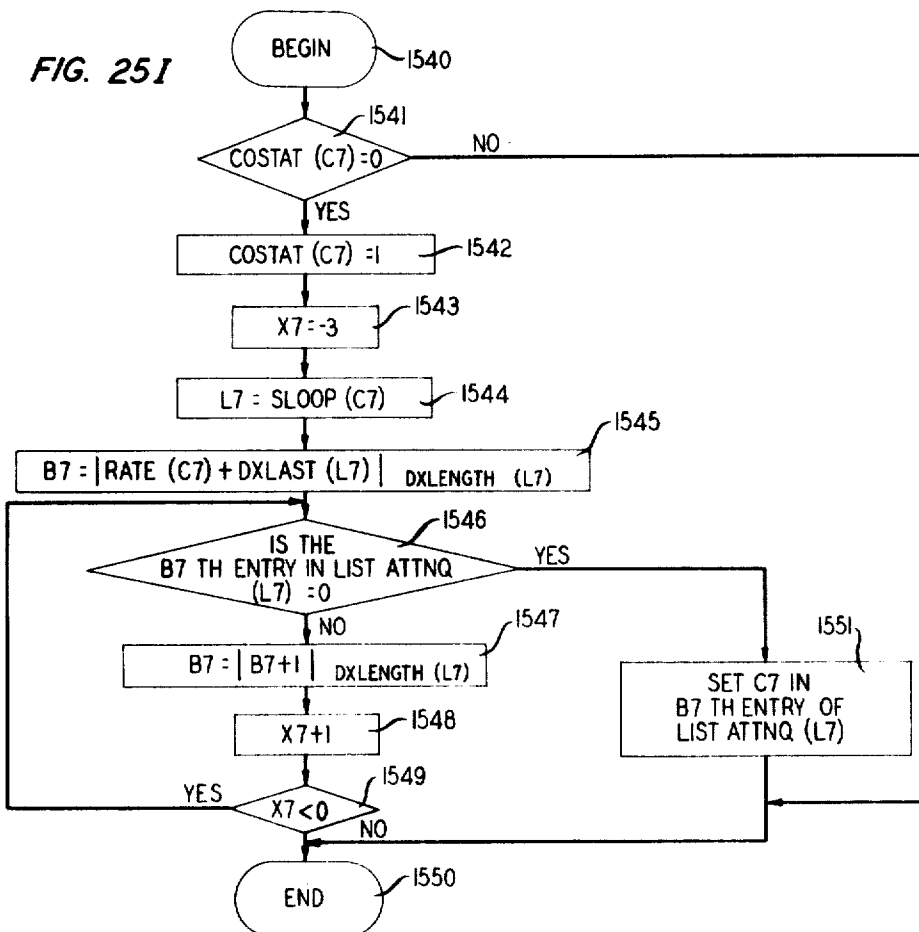 FIG. 25I
BEGIN
1540
1541
COSTAT (C7) =0
NO
YES
COSTAT (C7) =1
1542
X7=-3
1543
L7 = SLOOP (C7)
1544
1545
B7 = |RATE (C7) + DXLAST (L7) | DXLENGTH (L7)
1546
IS THE
B7 TH ENTRY IN LIST ATTNQ
(L7) =0
YES
NO
1547
B7 = | B7+1 | DXLENGTH (L7)
1551
SET C7 IN
B7 TH ENTRY OF
LIST ATTNQ (L7)
X7+1
1548
1549
YES
X7<0
NO
END
1550